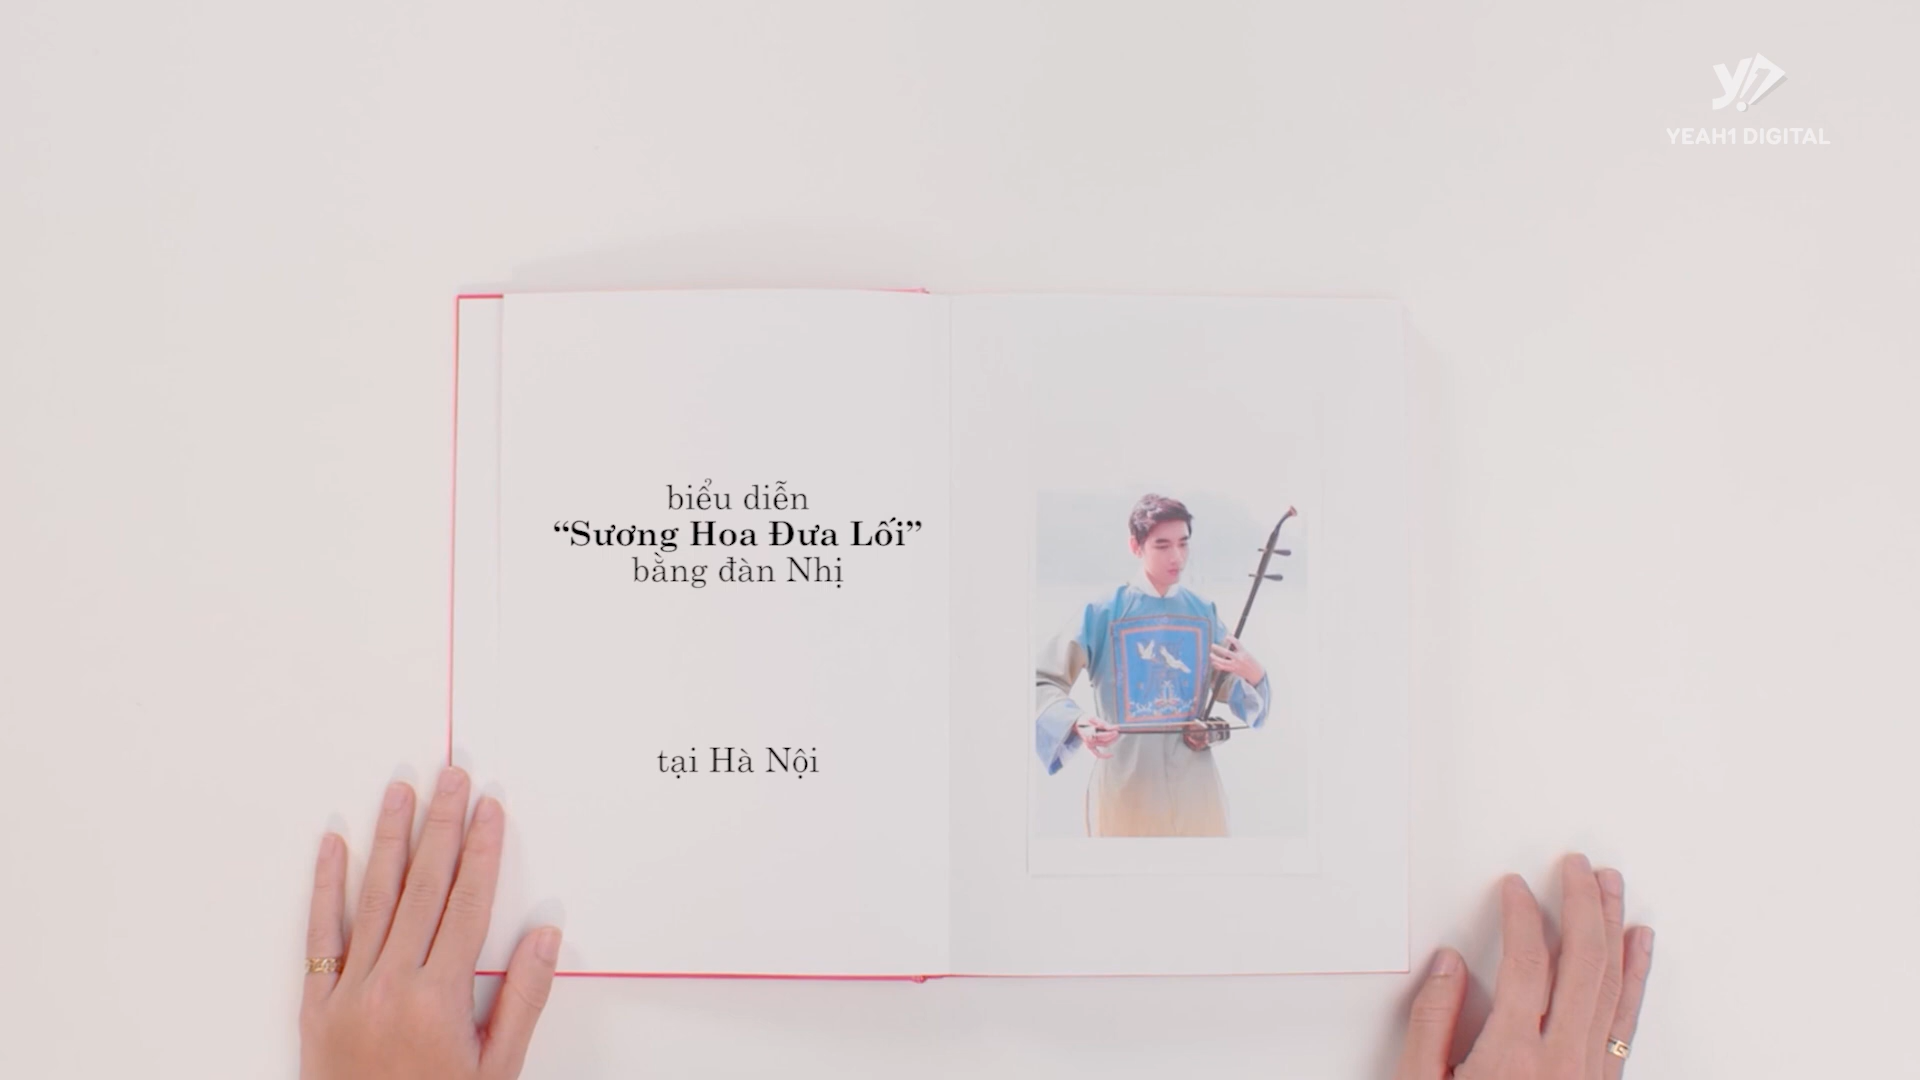 YEAH1 DIGITAL
biểu diễn
“Sương Hoa Đưa Lối”
bằng đàn Nhị
tại Hà Nội